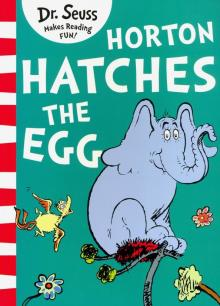 Dr. Seuss
Makes Reading
FUN!
HORTON
HATCHES
THE
EGG